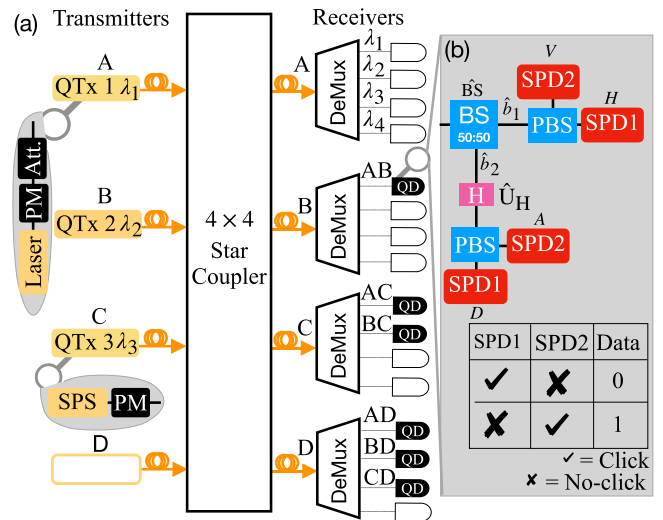 (a)
Transmitters
Receivers
A
QTx 1 λ1
Att.
PM
Laser
B
QTx 2 λ2
C
QTx 3 λ3
SPS
PM
D
4 × 4
Star
Coupler
A
DeMux
λ1
λ2
λ3
λ4
B
DeMux
AB
QD
C
DeMux
AC
QD
BC
QD
D
DeMux
AD
QD
BD
QD
CD
QD
(b)
V
SPD2
H
SPD1
B̂S
BS
50:50
b̂1
PBS
b̂2
H
Û_H
PBS
A
SPD2
SPD1
D
SPD1 SPD2 Data
✓ ✘ 0
✘ ✓ 1
✓ = Click
✘ = No-click